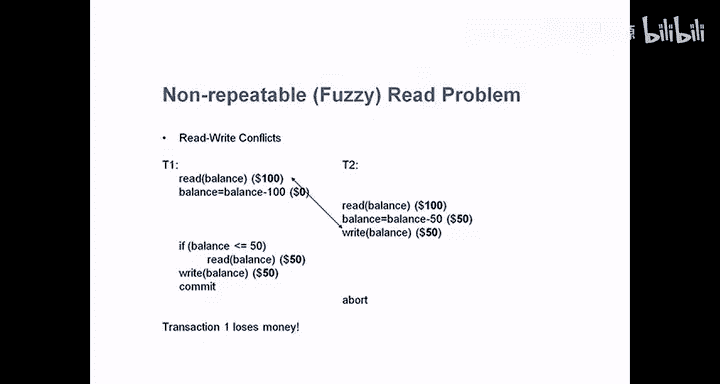 bilibili
Non-repeatable (Fuzzy) Read Problem
• Read-Write Conflicts
T1: T2:
read(balance) ($100)
balance=balance-100 ($0)
read(balance) ($100)
balance=balance-50 ($50)
write(balance) ($50)
if (balance <= 50)
read(balance) ($50)
write(balance) ($50)
commit
abort
Transaction 1 loses money!